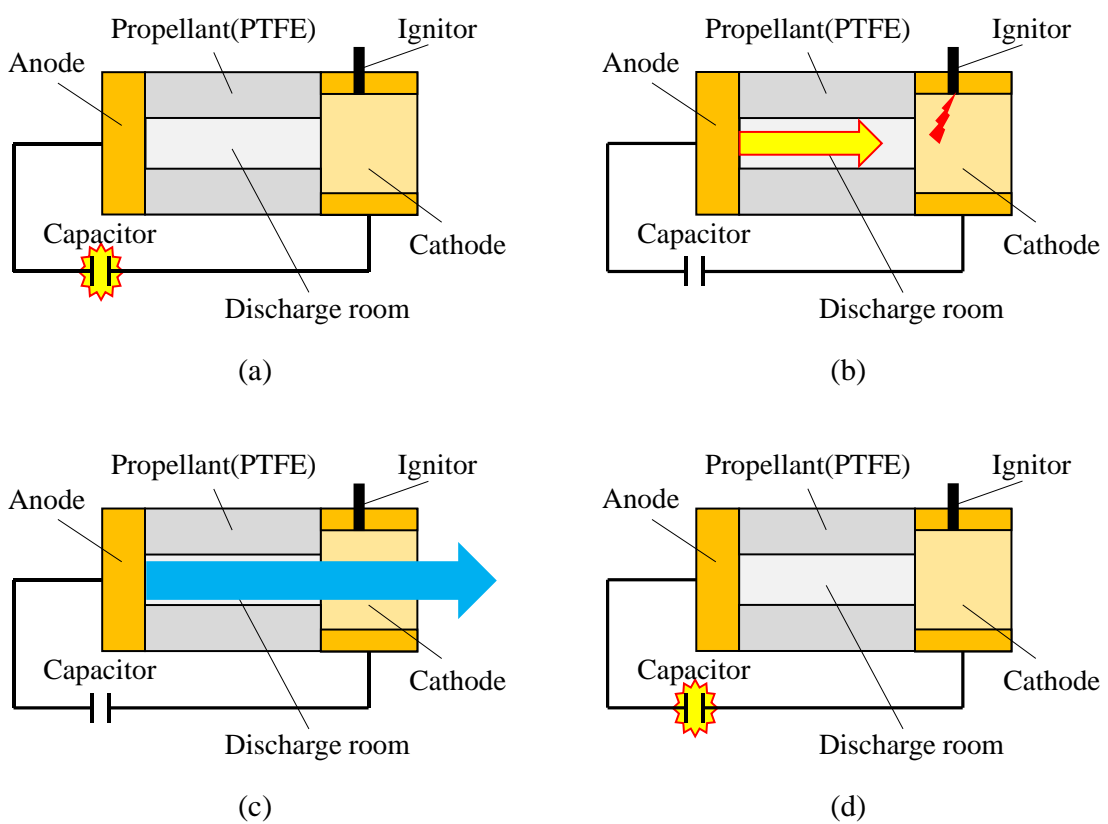 Propellant(PTFE)
Ignitor
Anode
Capacitor
Cathode
Discharge room
(a)
Propellant(PTFE)
Ignitor
Anode
Capacitor
Cathode
Discharge room
(b)
Propellant(PTFE)
Ignitor
Anode
Capacitor
Cathode
Discharge room
(c)
Propellant(PTFE)
Ignitor
Anode
Capacitor
Cathode
Discharge room
(d)